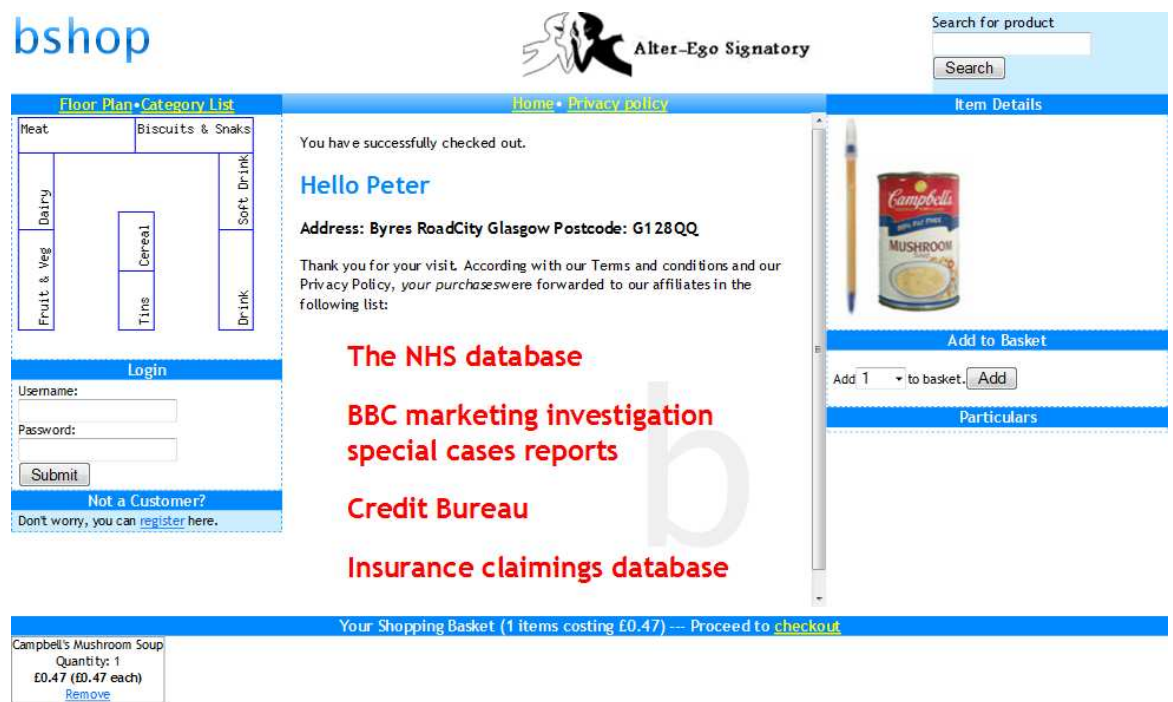 bshop
Alter-Ego Signatory
Search for product
Search
Floor Plan•Category List
Home• Privacy policy
Item Details
Meat
Biscuits & Snaks
Dairy
Soft Drink
Cereal
Fruit & Veg
Tins
Drink
You have successfully checked out.
Hello Peter
Address: Byres RoadCity Glasgow Postcode: G128QQ
Thank you for your visit. According with our Terms and conditions and our
Privacy Policy, your purchaseswere forwarded to our affiliates in the
following list:
The NHS database
BBC marketing investigation
special cases reports
Credit Bureau
Insurance claimings database
b
Campbell's
MUSHROOM
Login
Username:
Password:
Submit
Not a Customer?
Don't worry, you can register here.
Add to Basket
Add 1 to basket. Add
Particulars
Your Shopping Basket (1 items costing £0.47) --- Proceed to checkout
Campbell's Mushroom Soup
Quantity: 1
£0.47 (£0.47 each)
Remove